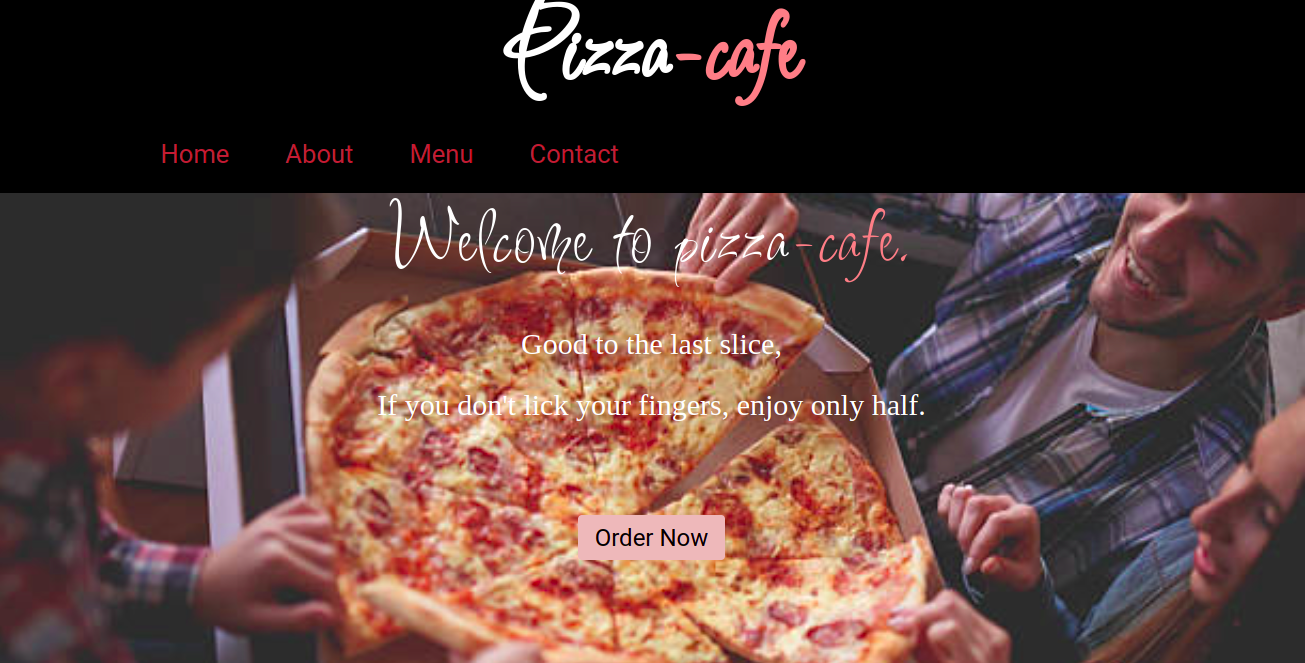 Pizza-cafe
Home About Menu Contact
Welcome to pizza-cafe.
Good to the last slice,
If you don't lick your fingers, enjoy only half.
Order Now